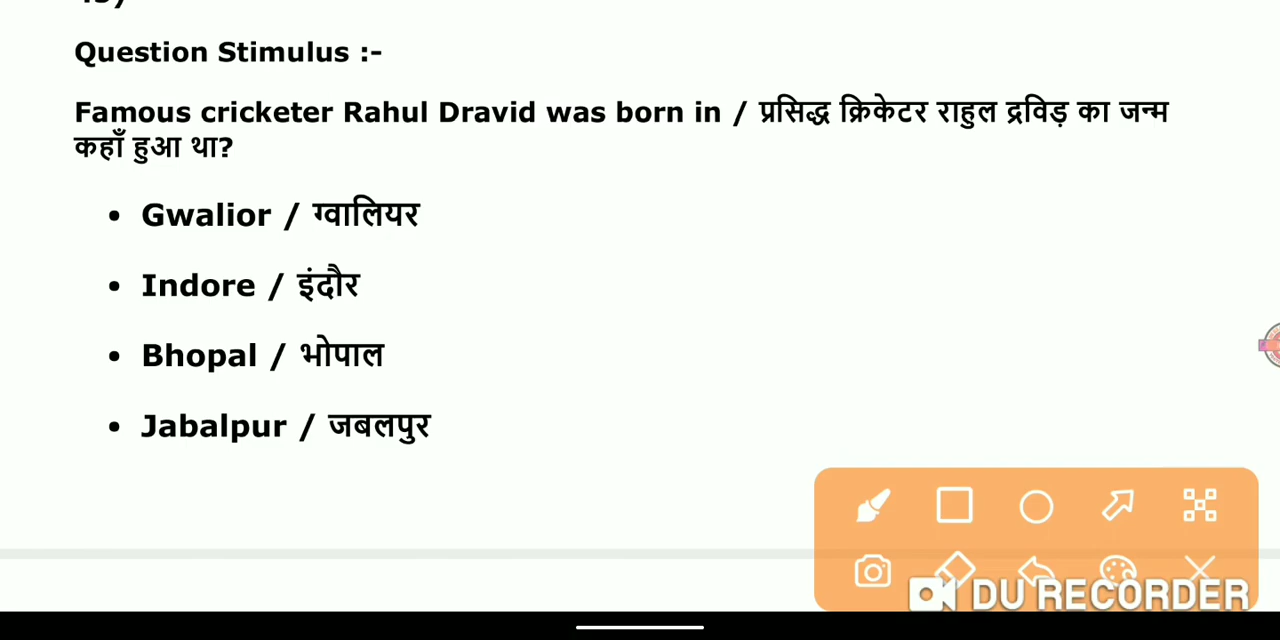 Question Stimulus :-
Famous cricketer Rahul Dravid was born in / प्रसिद्ध क्रिकेटर राहुल द्रविड़ का जन्म
कहाँ हुआ था?
• Gwalior / ग्वालियर
• Indore / इंदौर
• Bhopal / भोपाल
• Jabalpur / जबलपुर
DU RECORDER